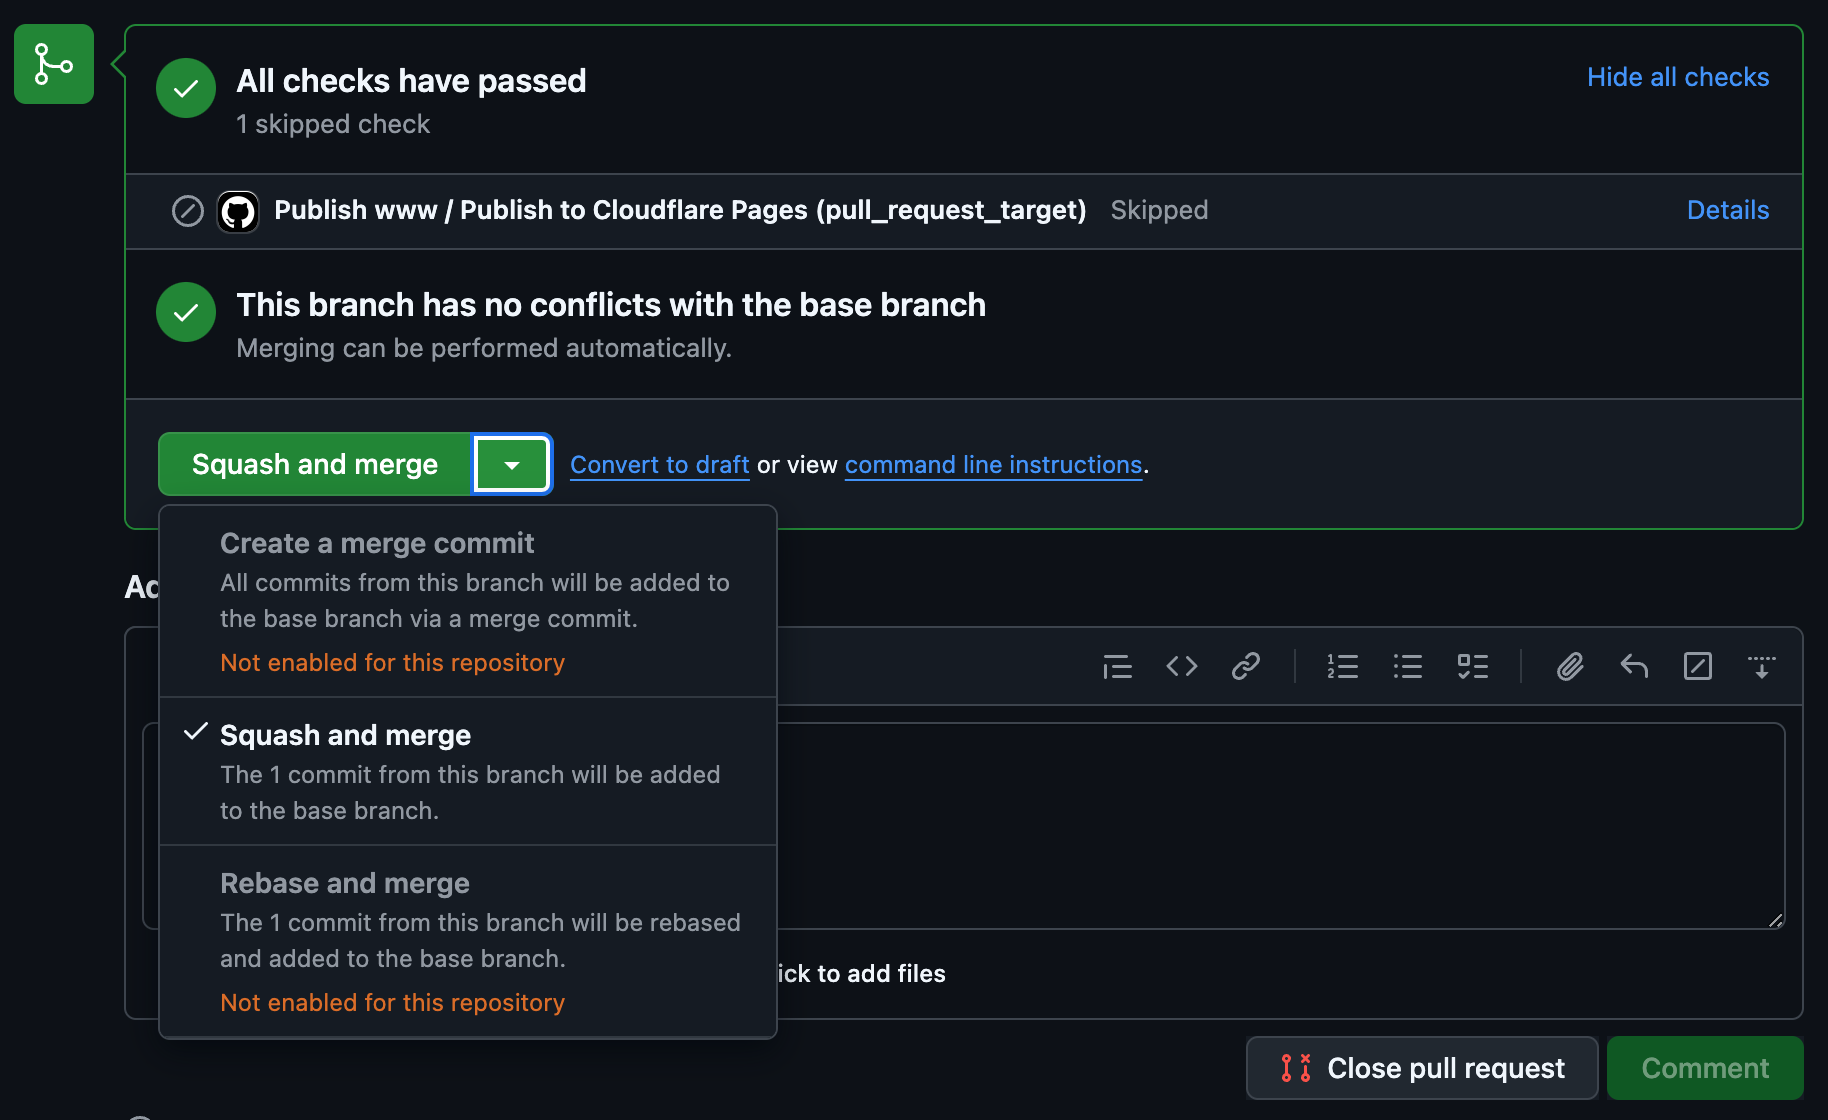 All checks have passed
Hide all checks
1 skipped check
Publish www / Publish to Cloudflare Pages (pull_request_target) Skipped
Details
This branch has no conflicts with the base branch
Merging can be performed automatically.
Squash and merge
Convert to draft or view command line instructions.
Create a merge commit
All commits from this branch will be added to
the base branch via a merge commit.
Not enabled for this repository
Squash and merge
The 1 commit from this branch will be added
to the base branch.
Rebase and merge
The 1 commit from this branch will be rebased
and added to the base branch.
Not enabled for this repository
to add files
Close pull request
Comment